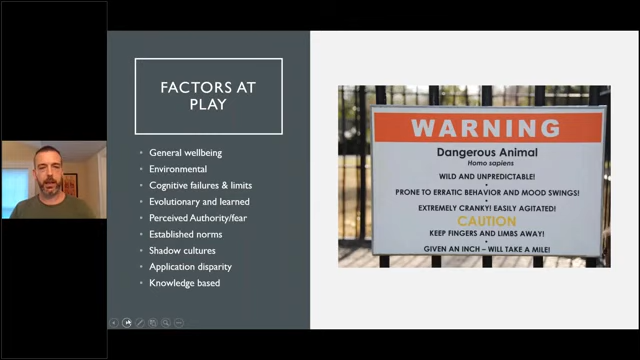 FACTORS AT
PLAY
General wellbeing
Environmental
Cognitive failures & limits
Evolutionary and learned
Perceived Authority/fear
Established norms
Shadow cultures
Application disparity
Knowledge based
WARNING
Dangerous Animal
Homo sapiens
WILD AND UNPREDICTABLE!
PRONE TO ERRATIC BEHAVIOR AND MOOD SWINGS!
EXTREMELY CRANKY! EASILY AGITATED!
CAUTION
KEEP FINGERS AND LIMBS AWAY!
GIVEN AN INCH – WILL TAKE A MILE!